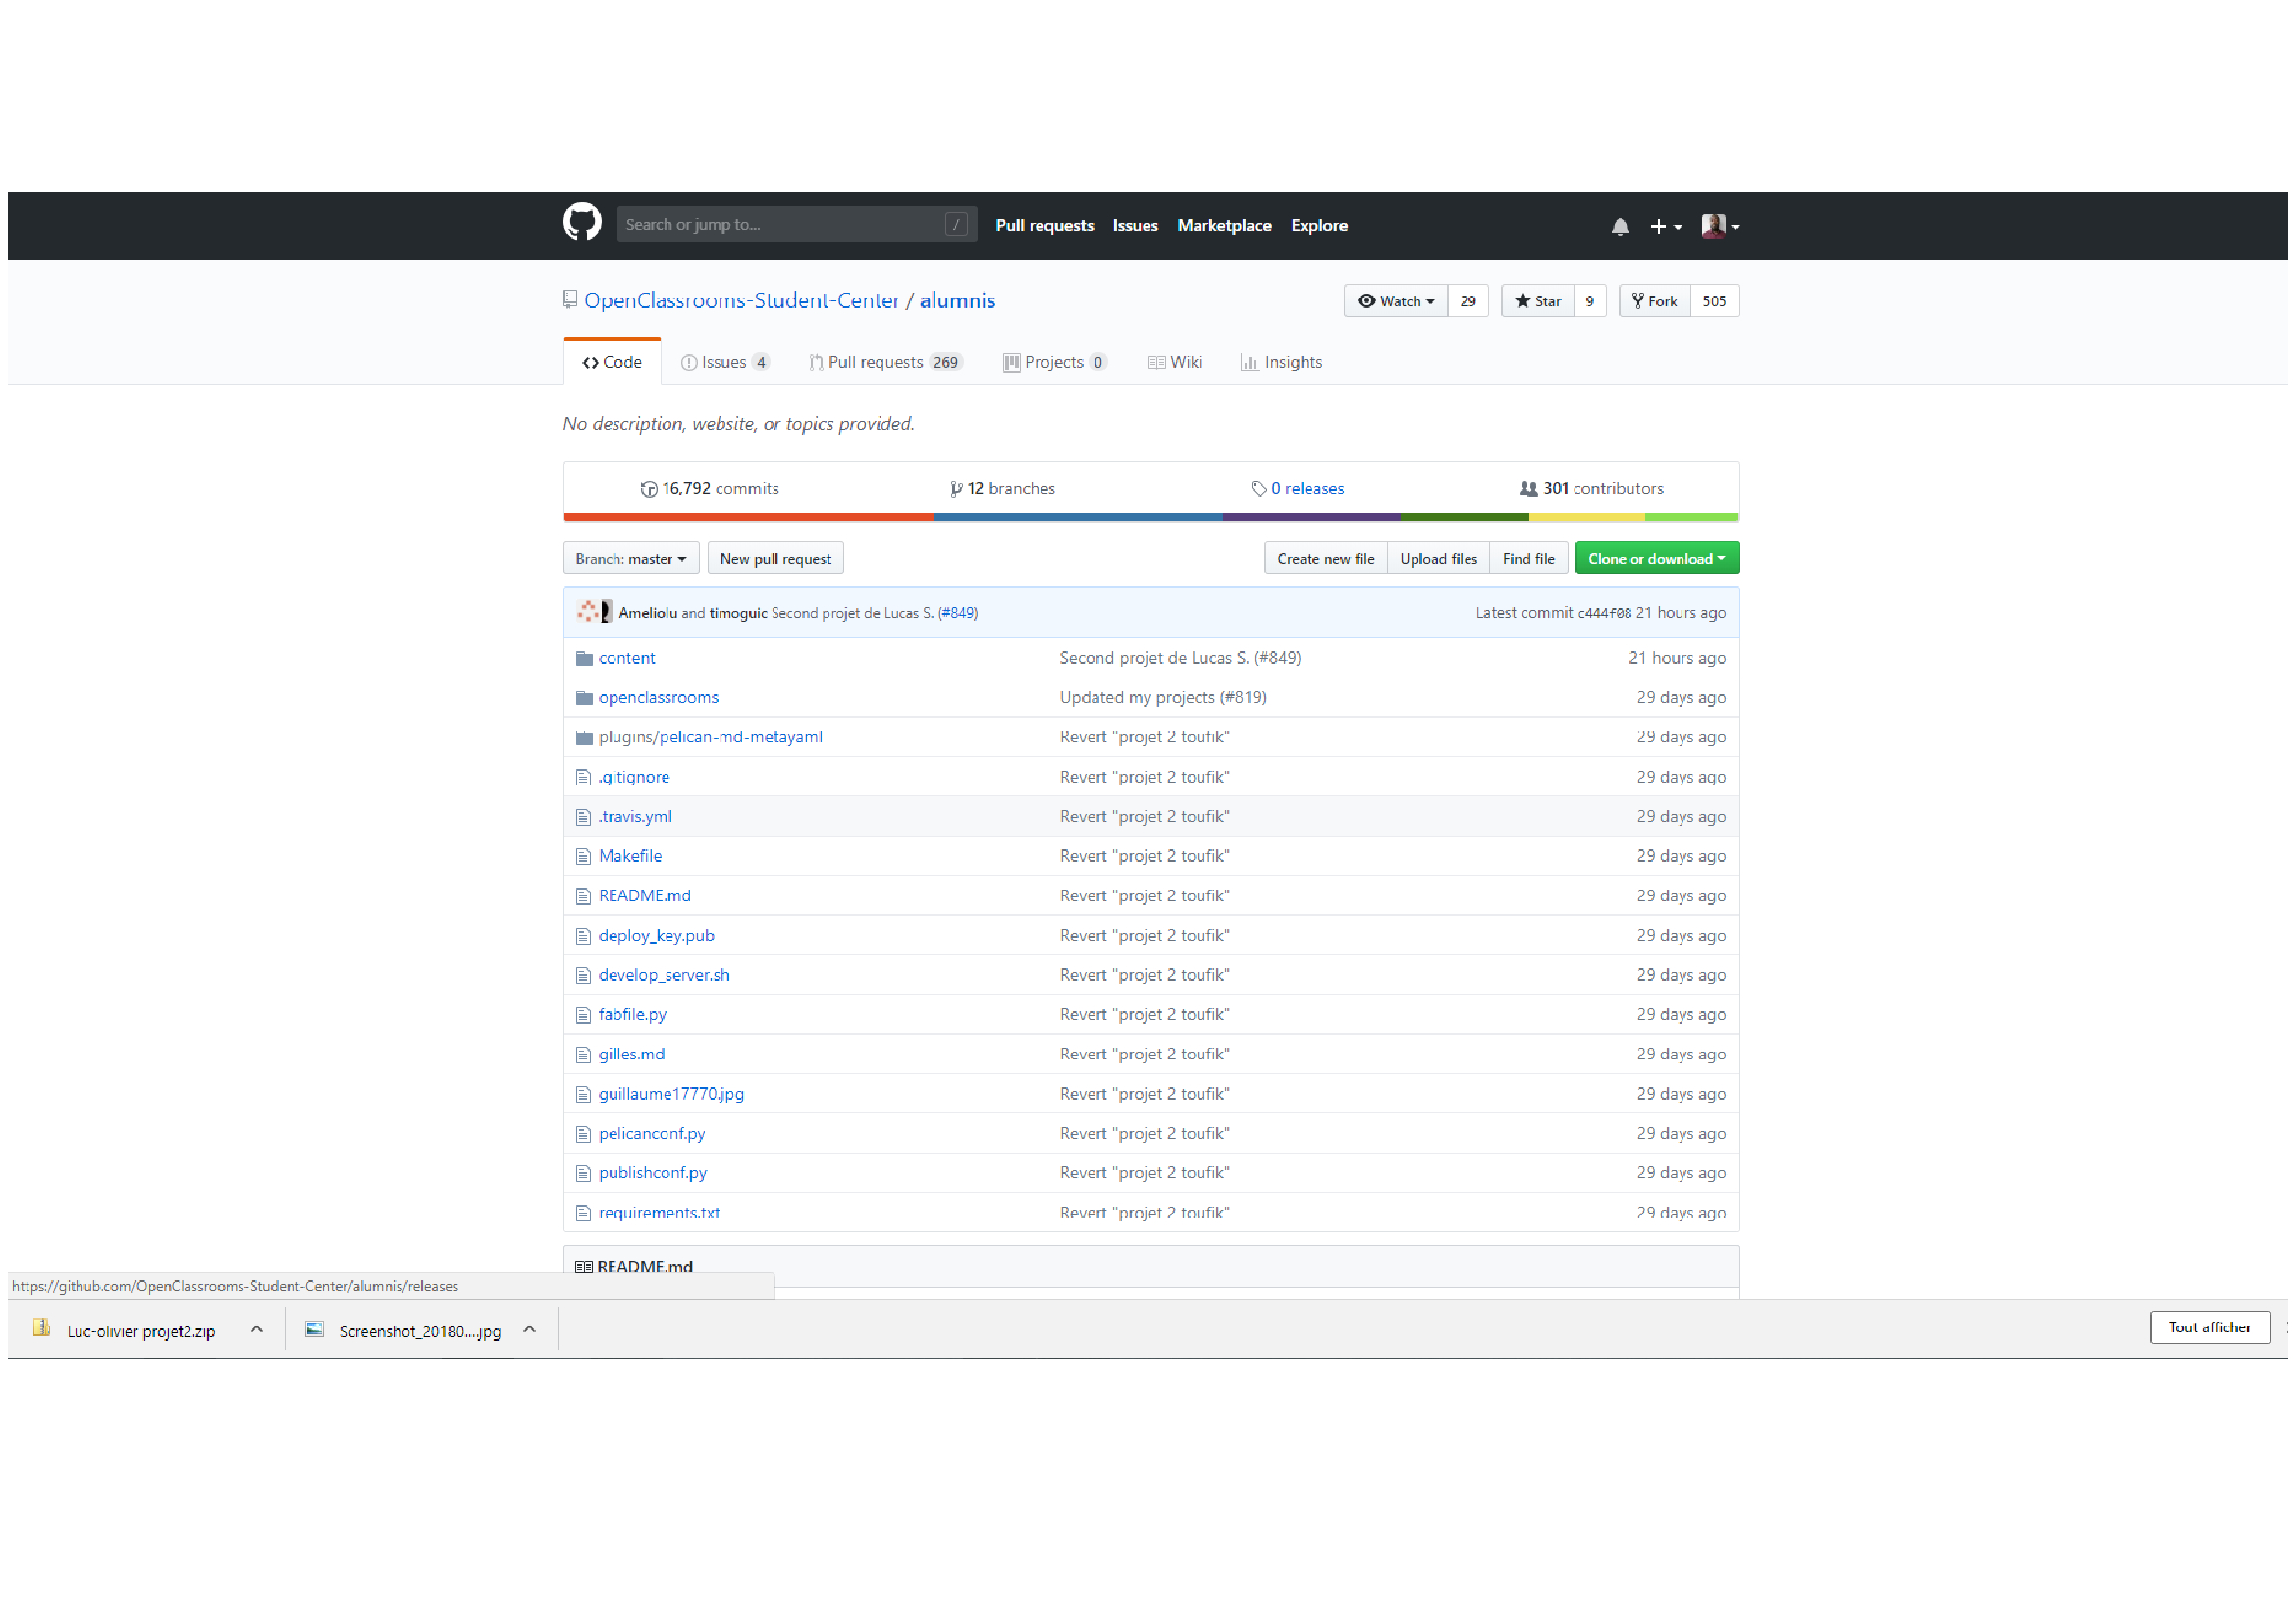 Search or jump to... / Pull requests Issues Marketplace Explore
OpenClassrooms-Student-Center / alumnis Watch 29 Star 9 Fork 505
Code Issues 4 Pull requests 269 Projects 0 Wiki Insights
No description, website, or topics provided.
16,792 commits 12 branches 0 releases 301 contributors
Branch: master New pull request Create new file Upload files Find file Clone or download
Ameliolu and timoguic Second projet de Lucas S. (#849) Latest commit c444f08 21 hours ago
content Second projet de Lucas S. (#849) 21 hours ago
openclassrooms Updated my projects (#819) 29 days ago
plugins/pelican-md-metayaml Revert "projet 2 toufik" 29 days ago
.gitignore Revert "projet 2 toufik" 29 days ago
.travis.yml Revert "projet 2 toufik" 29 days ago
Makefile Revert "projet 2 toufik" 29 days ago
README.md Revert "projet 2 toufik" 29 days ago
deploy_key.pub Revert "projet 2 toufik" 29 days ago
develop_server.sh Revert "projet 2 toufik" 29 days ago
fabfile.py Revert "projet 2 toufik" 29 days ago
gilles.md Revert "projet 2 toufik" 29 days ago
guillaume17770.jpg Revert "projet 2 toufik" 29 days ago
pelicanconf.py Revert "projet 2 toufik" 29 days ago
publishconf.py Revert "projet 2 toufik" 29 days ago
requirements.txt Revert "projet 2 toufik" 29 days ago
README.md
https://github.com/OpenClassrooms-Student-Center/alumnis/releases
Luc-olivier projet2.zip Screenshot_20180....jpg Tout afficher